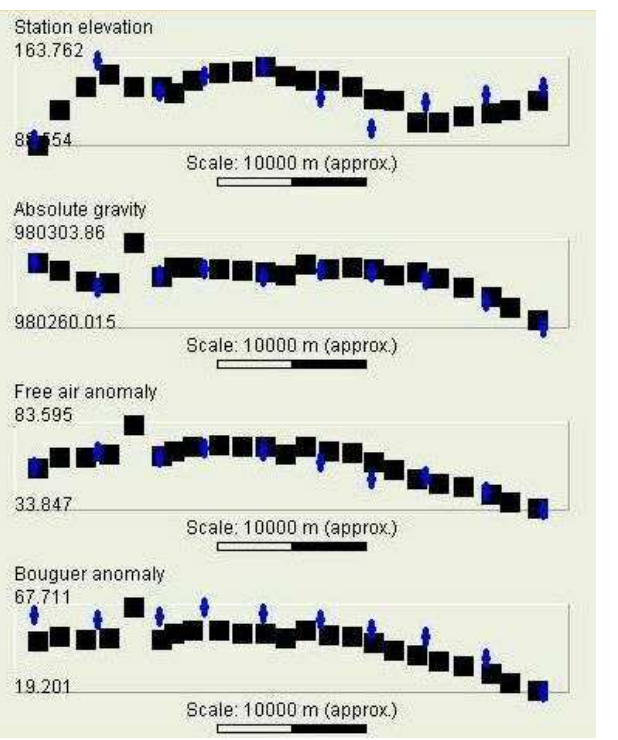 Station elevation
163.762
Scale: 10000 m (approx.)
Absolute gravity
980303.86
980260.015
Scale: 10000 m (approx.)
Free air anomaly
83.595
33.847
Scale: 10000 m (approx.)
Bouguer anomaly
67.711
19.201
Scale: 10000 m (approx.)